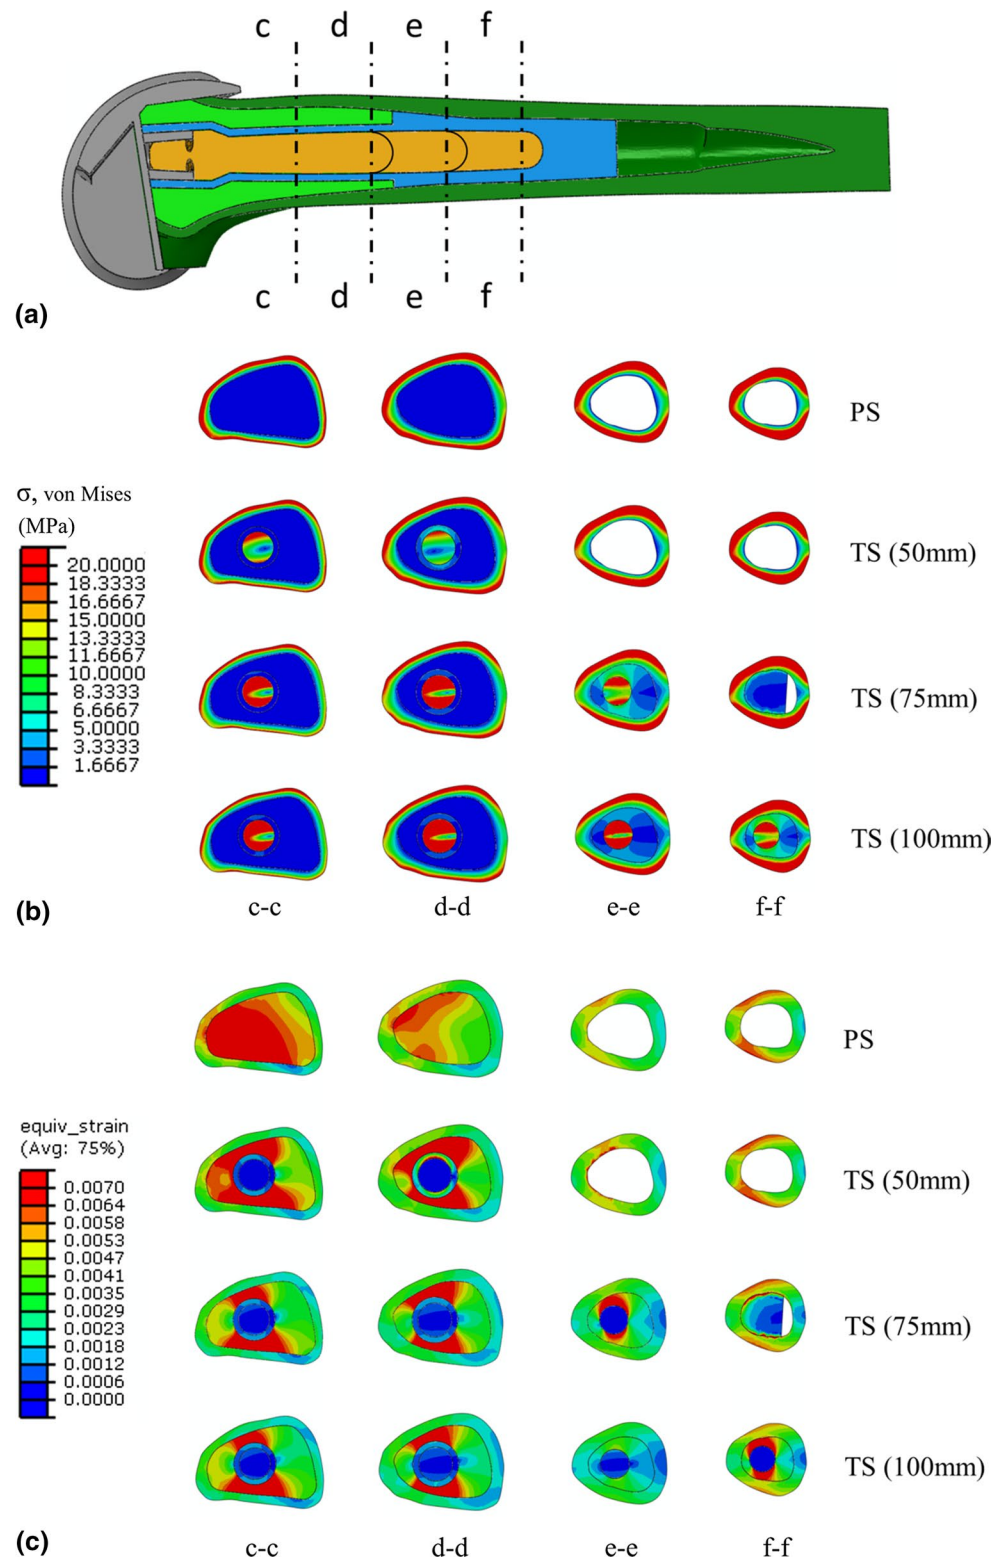 c d e f
c d e f
(a)
PS
σ, von Mises
(MPa)
20.0000
18.3333
16.6667
15.0000
13.3333
11.6667
10.0000
8.3333
6.6667
5.0000
3.3333
1.6667
TS (50mm)
TS (75mm)
TS (100mm)
(b)
c-c d-d e-e f-f
PS
equiv_strain
(Avg: 75%)
0.0070
0.0064
0.0058
0.0053
0.0047
0.0041
0.0035
0.0029
0.0023
0.0018
0.0012
0.0006
0.0000
TS (50mm)
TS (75mm)
TS (100mm)
(c)
c-c d-d e-e f-f